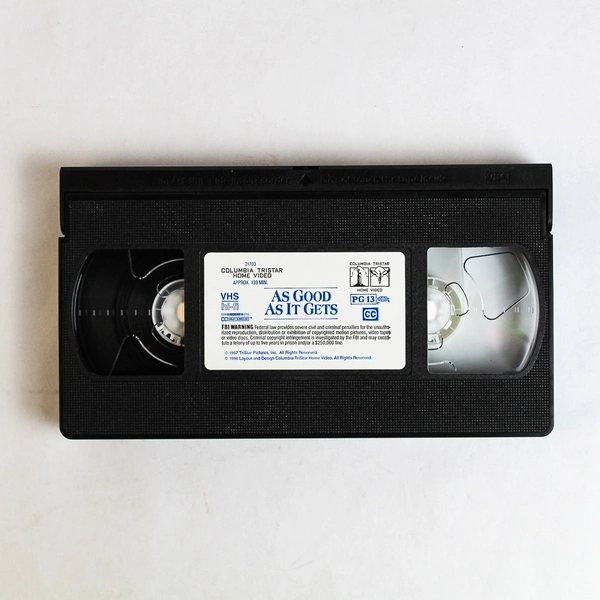 21703
COLUMBIA TRISTAR
HOME VIDEO
APPROX. 139 MIN.
VHS
Hi-Fi
AS GOOD
AS IT GETS
COLUMBIA TRISTAR
HOME VIDEO
PG-13
CC
FBI WARNING Federal law provides severe civil and criminal penalties for the unautho-
rized reproduction, distribution or exhibition of copyrighted motion pictures, video tapes
or video discs. Criminal copyright infringement is investigated by the FBI and may consti-
tute a felony of up to five years in prison and/or a $250,000 fine.
© 1997 TriStar Pictures, Inc. All Rights Reserved.
© 1998 Layout and Design Columbia TriStar Home Video. All Rights Reserved.